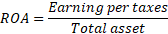 ROA = Earning per taxes / Total asset